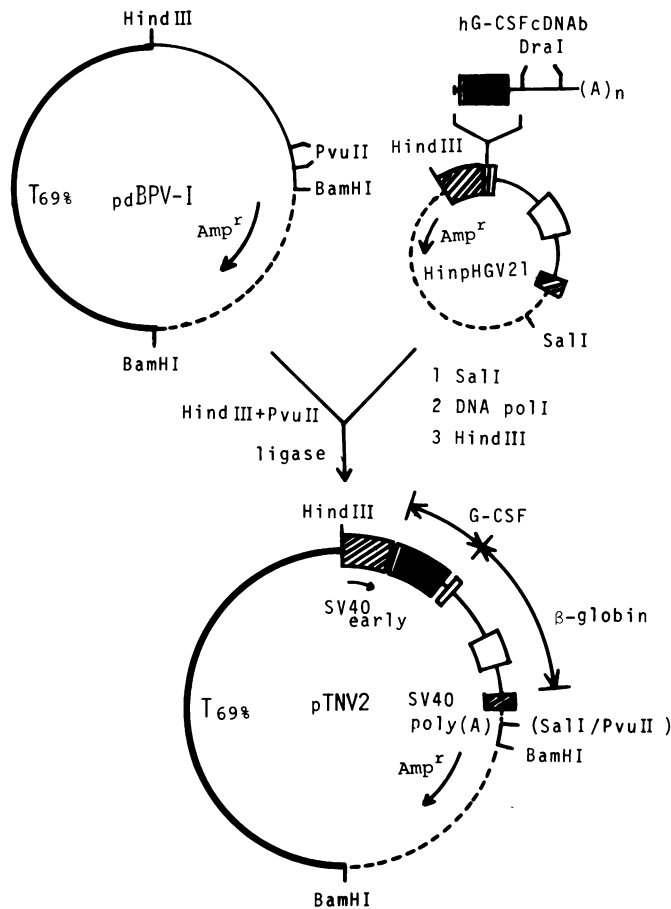 HindIII
hG-CSFcDNAb
DraI
(A)n
HindIII
PvuII
BamHI
T69%
pdBPV-I
Ampr
Ampr
HinpHGV21
SalI
BamHI
HindIII+PvuII
ligase
1 SalI
2 DNA polI
3 HindIII
HindIII
G-CSF
SV40
early
β-globin
T69%
pTNV2
SV40
poly(A)
(SalI/PvuII)
BamHI
Ampr
BamHI